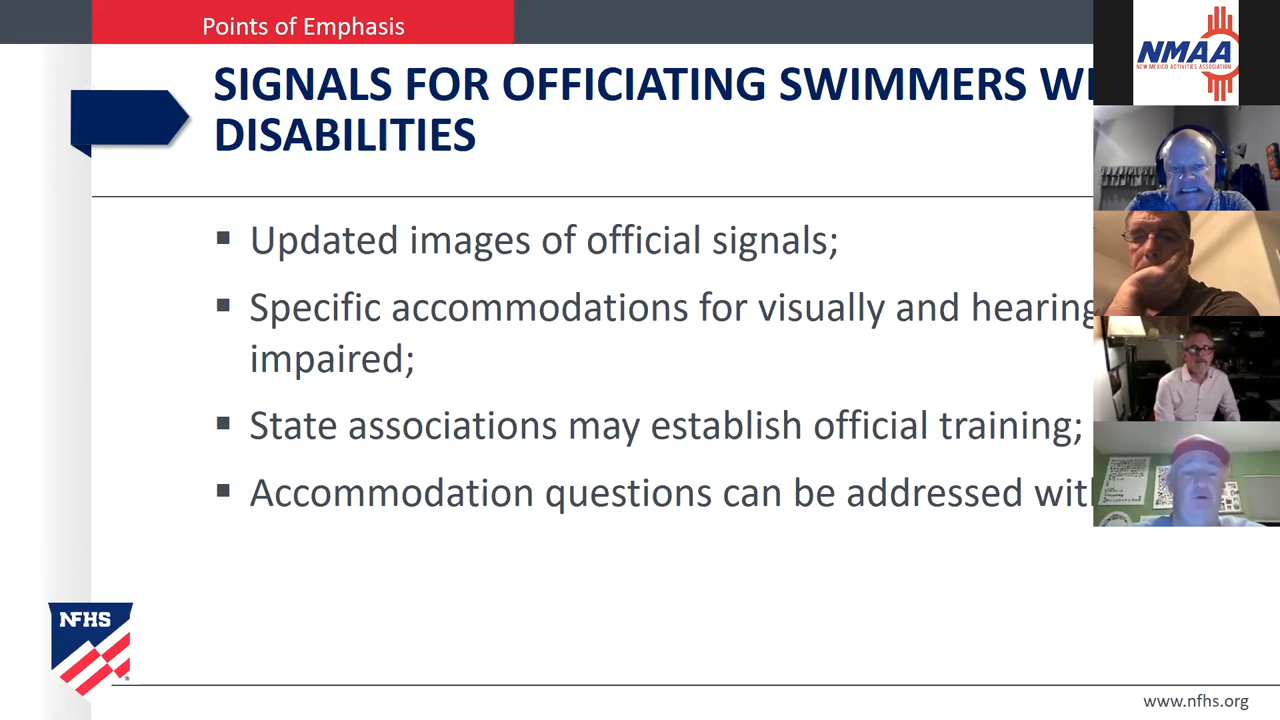 Points of Emphasis
SIGNALS FOR OFFICIATING SWIMMERS
DISABILITIES
▪ Updated images of official signals;
▪ Specific accommodations for visually and hearing
impaired;
▪ State associations may establish official training;
▪ Accommodation questions can be addressed
NFHS
www.nfhs.org
NMAA
NEW MEXICO ACTIVITIES ASSOCIATION